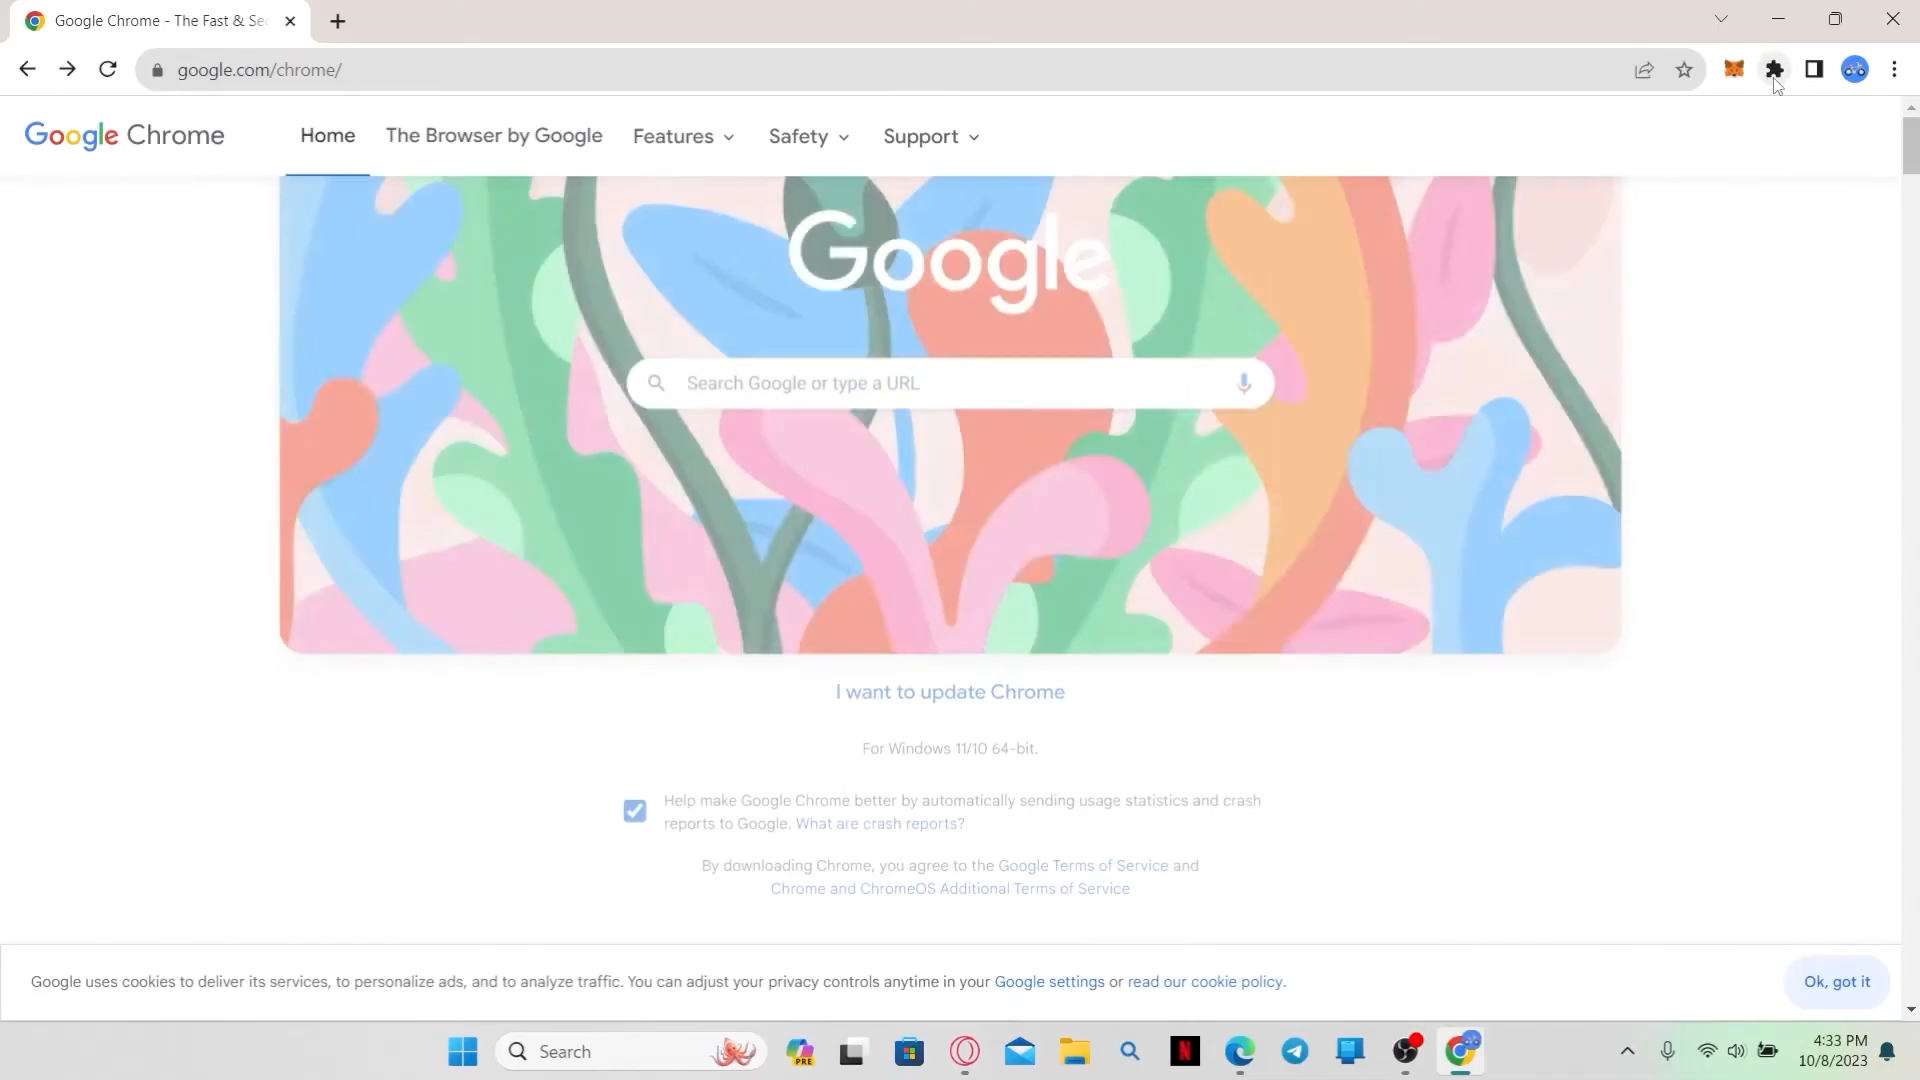 Google Chrome - The Fast & Sec
google.com/chrome/
Google Chrome
Home
The Browser by Google
Features
Safety
Support
Google
Search Google or type a URL
I want to update Chrome
For Windows 11/10 64-bit.
Help make Google Chrome better by automatically sending usage statistics and crash
reports to Google. What are crash reports?
By downloading Chrome, you agree to the Google Terms of Service and
Chrome and ChromeOS Additional Terms of Service
Google uses cookies to deliver its services, to personalize ads, and to analyze traffic. You can adjust your privacy controls anytime in your Google settings or read our cookie policy.
Ok, got it
Search
PRE
N
4:33 PM
10/8/2023